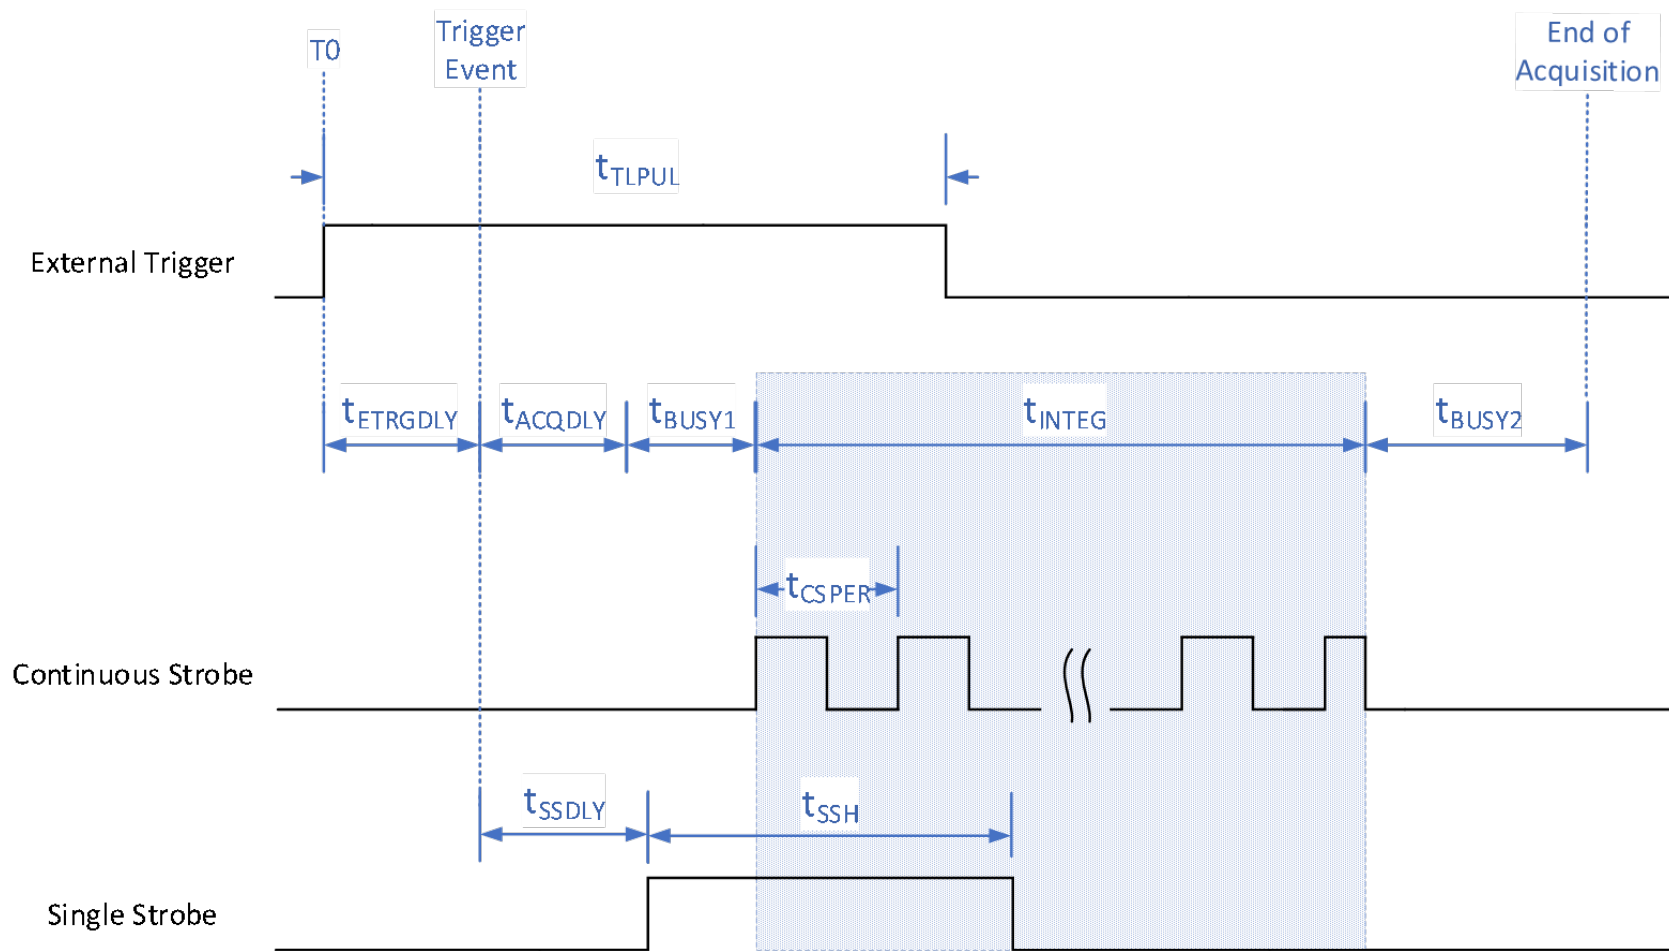 T0
Trigger
Event
End of
Acquisition
tTLPUL
External Trigger
tETRGDLY
tACQDLY
tBUSY1
tINTEG
tBUSY2
tCSPER
Continuous Strobe
tSSDLY
tSSH
Single Strobe